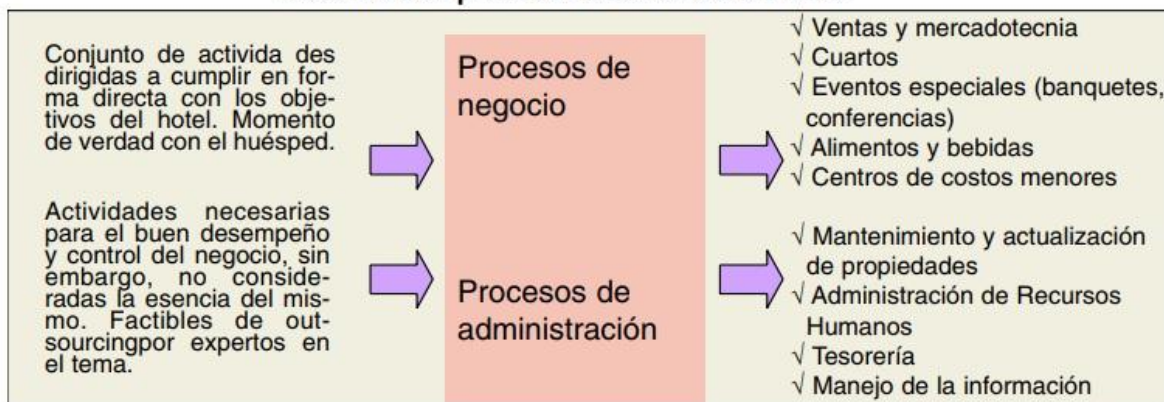 Conjunto de activida des
dirigidas a cumplir en for-
ma directa con los obje-
tivos del hotel. Momento
de verdad con el huésped.
Procesos de
negocio
√ Ventas y mercadotecnia
√ Cuartos
√ Eventos especiales (banquetes,
conferencias)
√ Alimentos y bebidas
√ Centros de costos menores
Actividades necesarias
para el buen desempeño
y control del negocio, sin
embargo, no conside-
radas la esencia del mis-
mo. Factibles de out-
sourcingpor expertos en
el tema.
Procesos de
administración
√ Mantenimiento y actualización
de propiedades
√ Administración de Recursos
Humanos
√ Tesorería
√ Manejo de la información